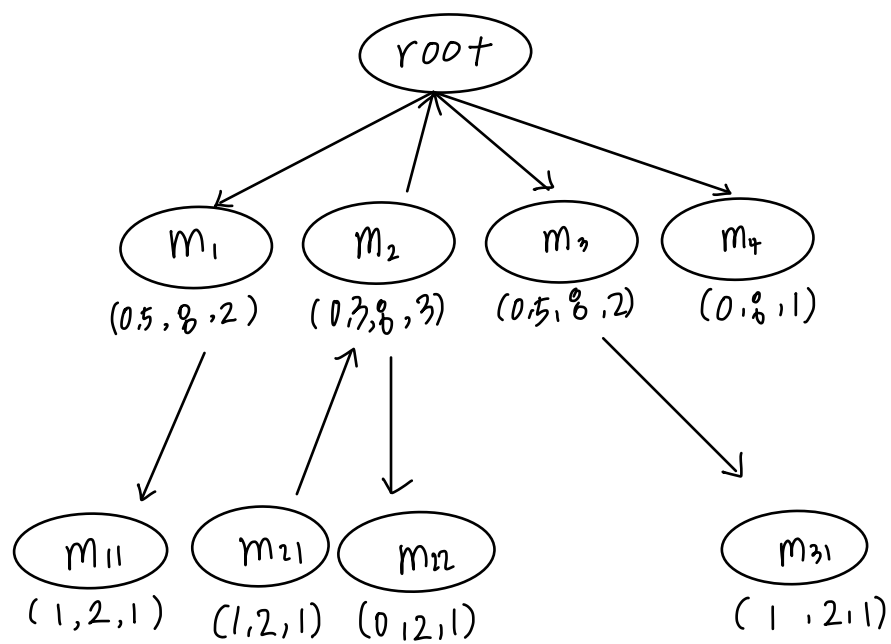 root
m₁ m₂ m₃ m₄
(0.5, 8, 2) (0.3, 8, 3) (0.5, 8, 2) (0, 8, 1)
m₁₁ m₂₁ m₂₂ m₃₁
(1, 2, 1) (1, 2, 1) (0, 2, 1) (1, 2, 1)